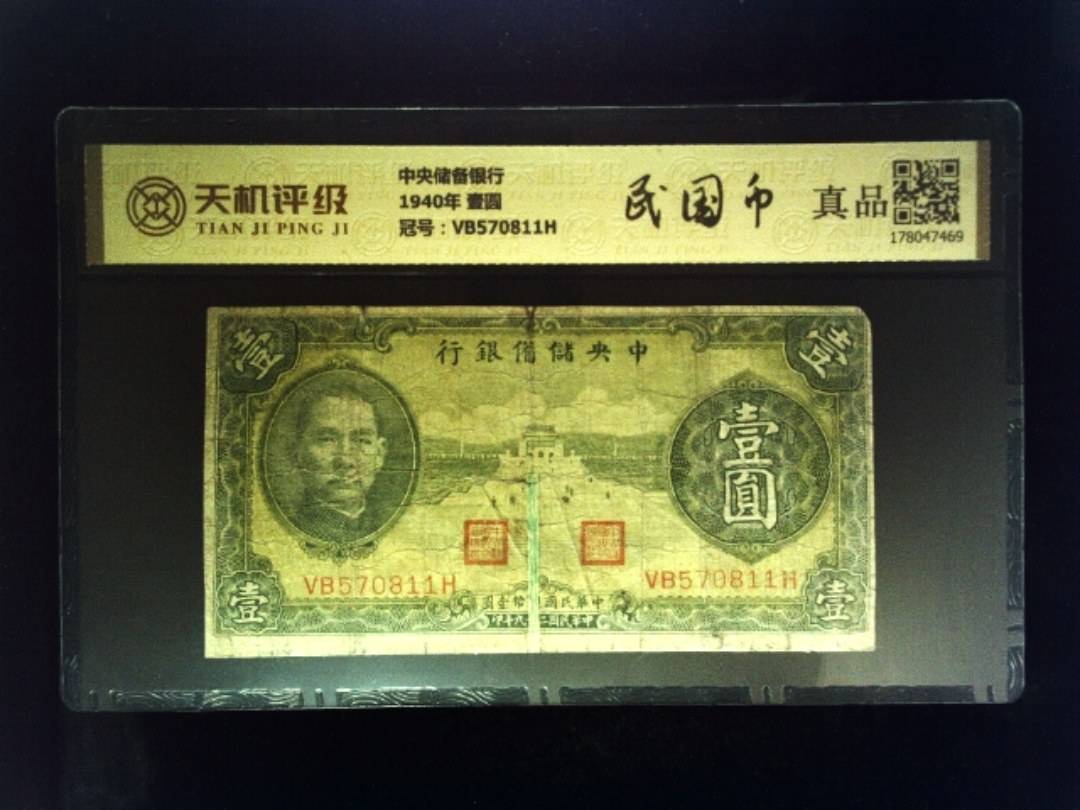 天机评级
TIAN JI PING JI
中央储备银行
1940年 壹圆
冠号：VB570811H
民国币
真品
178047469
壹
壹
行銀備儲央中
壹圓
VB570811H
VB570811H
壹
壹